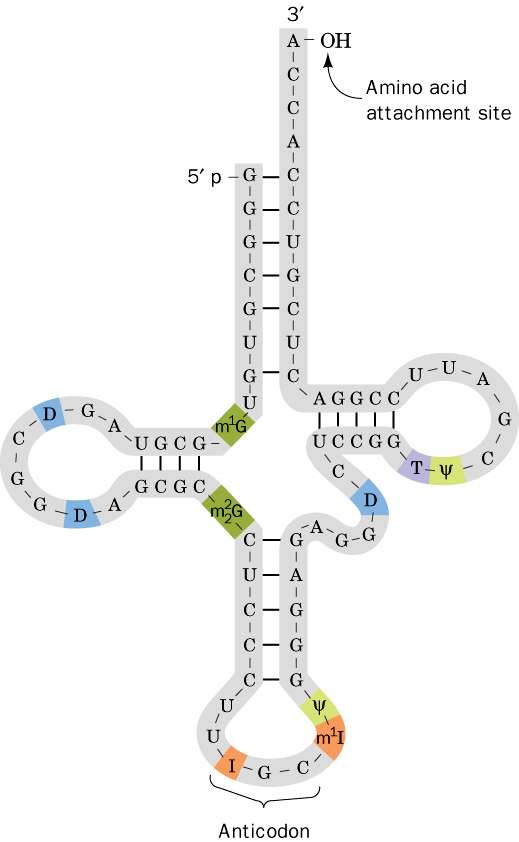 3′
A OH
C
C Amino acid
attachment site
A
5′ p G C
G C
G U
C G
G C
U U
G C U U A
U A G G C C G
D G A m¹G
C U G C G U C C G G C
T ψ
G A G C G C C
G D m²₂G D
C G A G G
U A
C G
C G
C G
U ψ
U m¹I
I G C
Anticodon